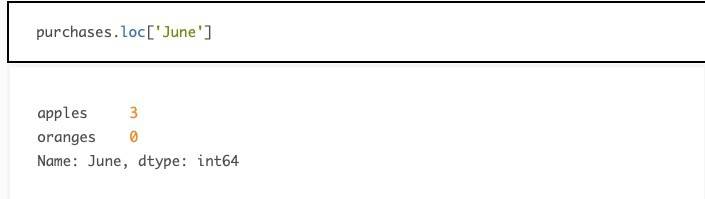 purchases.loc['June']
apples    3
oranges   0
Name: June, dtype: int64